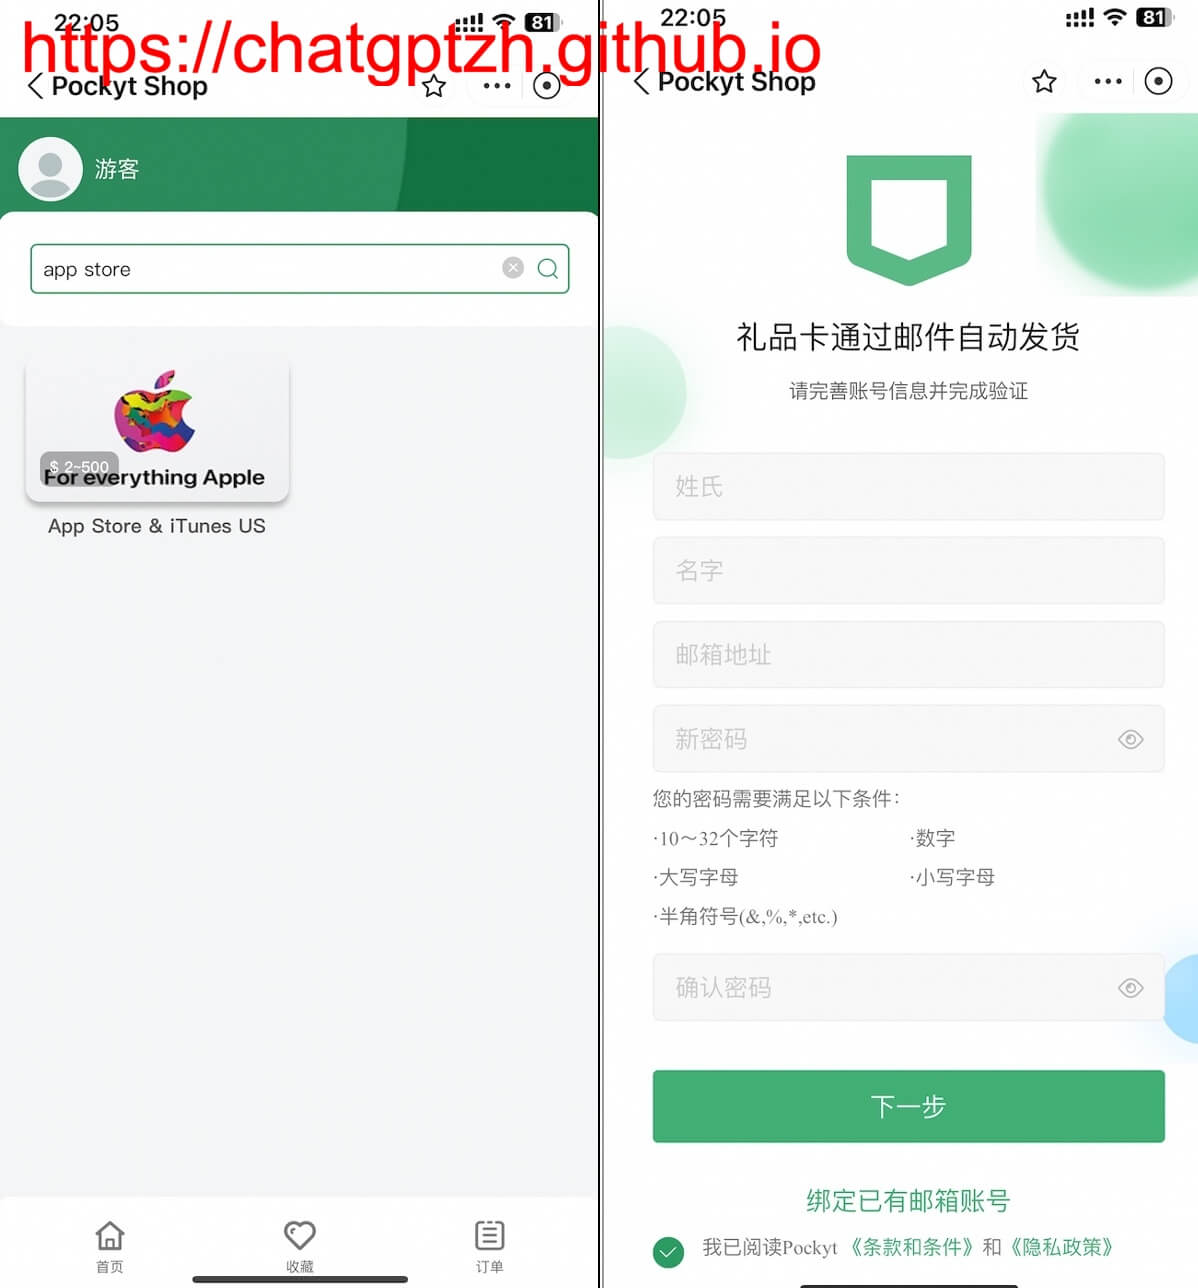 https://chatgptzh.github.io
22:05
81
Pockyt Shop
游客
app store
$ 2~500
For everything Apple
App Store & iTunes US
首页
收藏
订单
22:05
81
Pockyt Shop
礼品卡通过邮件自动发货
请完善账号信息并完成验证
姓氏
名字
邮箱地址
新密码
您的密码需要满足以下条件：
·10～32个字符
·数字
·大写字母
·小写字母
·半角符号(&,%,*,etc.)
确认密码
下一步
绑定已有邮箱账号
我已阅读Pockyt《条款和条件》和《隐私政策》